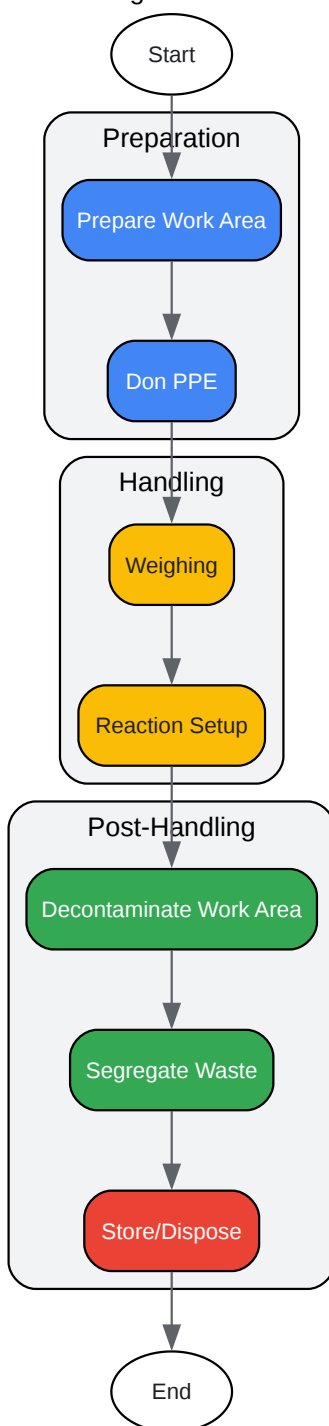 Start
Preparation
Prepare Work Area
Don PPE
Handling
Weighing
Reaction Setup
Post-Handling
Decontaminate Work Area
Segregate Waste
Store/Dispose
End